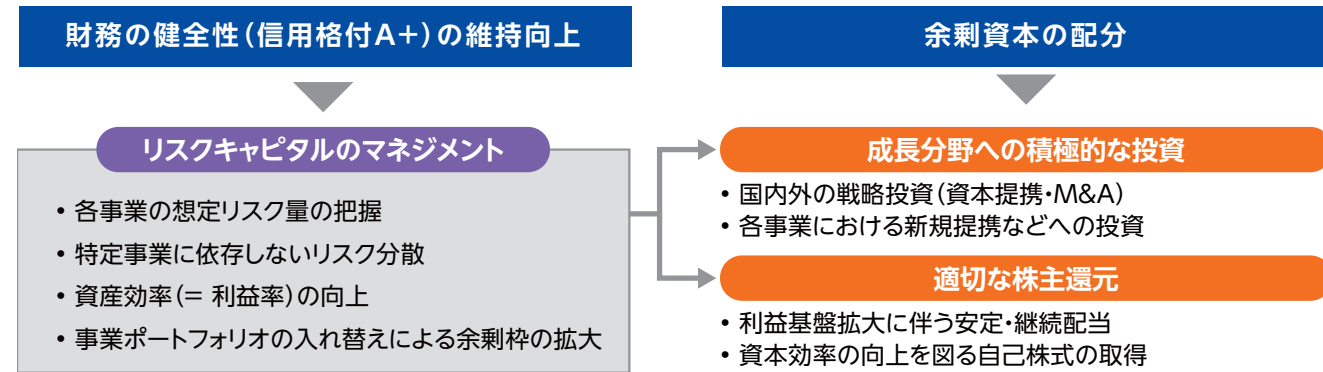 財務の健全性(信用格付A+)の維持向上
リスクキャピタルのマネジメント
• 各事業の想定リスク量の把握
• 特定事業に依存しないリスク分散
• 資産効率(= 利益率)の向上
• 事業ポートフォリオの入れ替えによる余剰枠の拡大
余剰資本の配分
成長分野への積極的な投資
• 国内外の戦略投資(資本提携・M&A)
• 各事業における新規提携などへの投資
適切な株主還元
• 利益基盤拡大に伴う安定・継続配当
• 資本効率の向上を図る自己株式の取得